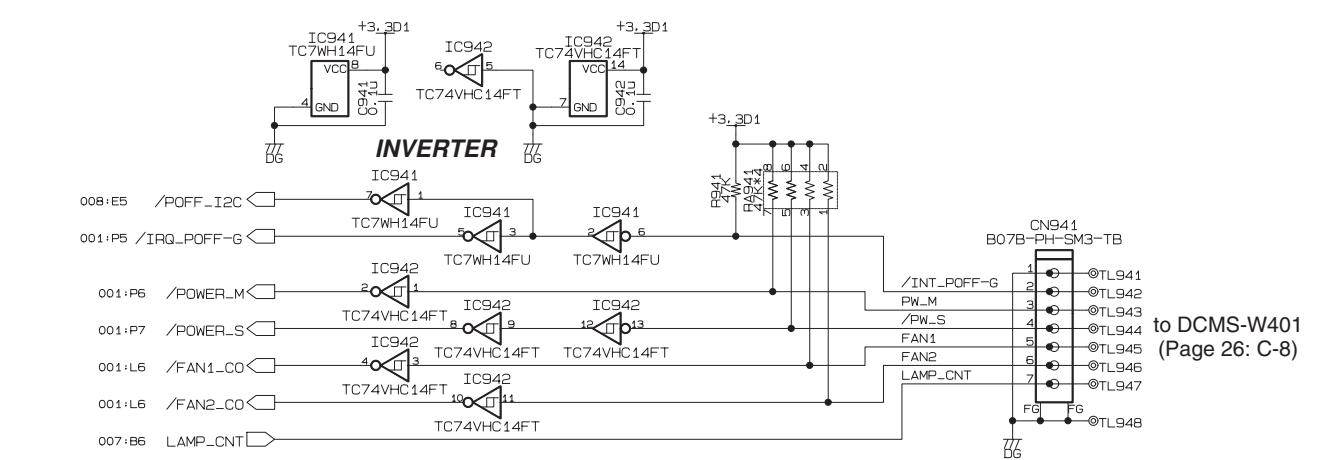 +3.3D1
+3.3D1
IC941
TC7WH14FU
IC942
IC942
TC74VHC14FT
VCC 8
6 5
VCC 14
C941
0.1u
C942
0.1u
4 GND
TC74VHC14FT
7 GND
DG
DG
INVERTER
+3.3D1
IC941
8 6 4 2
R941
47K
RA941
47K*4
008:E5 /POFF_I2C
7 1
TC7WH14FU
IC941
IC941
7 5 3 1
001:P5 /IRQ_POFF-G
5 3
2 6
TC7WH14FU
TC7WH14FU
CN941
B07B-PH-SM3-TB
IC942
1 TL941
/INT_POFF-G
2 TL942
001:P6 /POWER_M
2 1
PW_M
3 TL943
TC74VHC14FT
IC942
IC942
/PW_S
4 TL944
001:P7 /POWER_S
8 9
12 13
to DCMS-W401
(Page 26: C-8)
IC942
TC74VHC14FT
TC74VHC14FT
FAN1
5 TL945
001:L6 /FAN1_CO
4 3
FAN2
6 TL946
TC74VHC14FT
IC942
LAMP_CNT
7 TL947
001:L6 /FAN2_CO
10 11
FG FG
TC74VHC14FT
TL948
007:B6 LAMP_CNT
DG